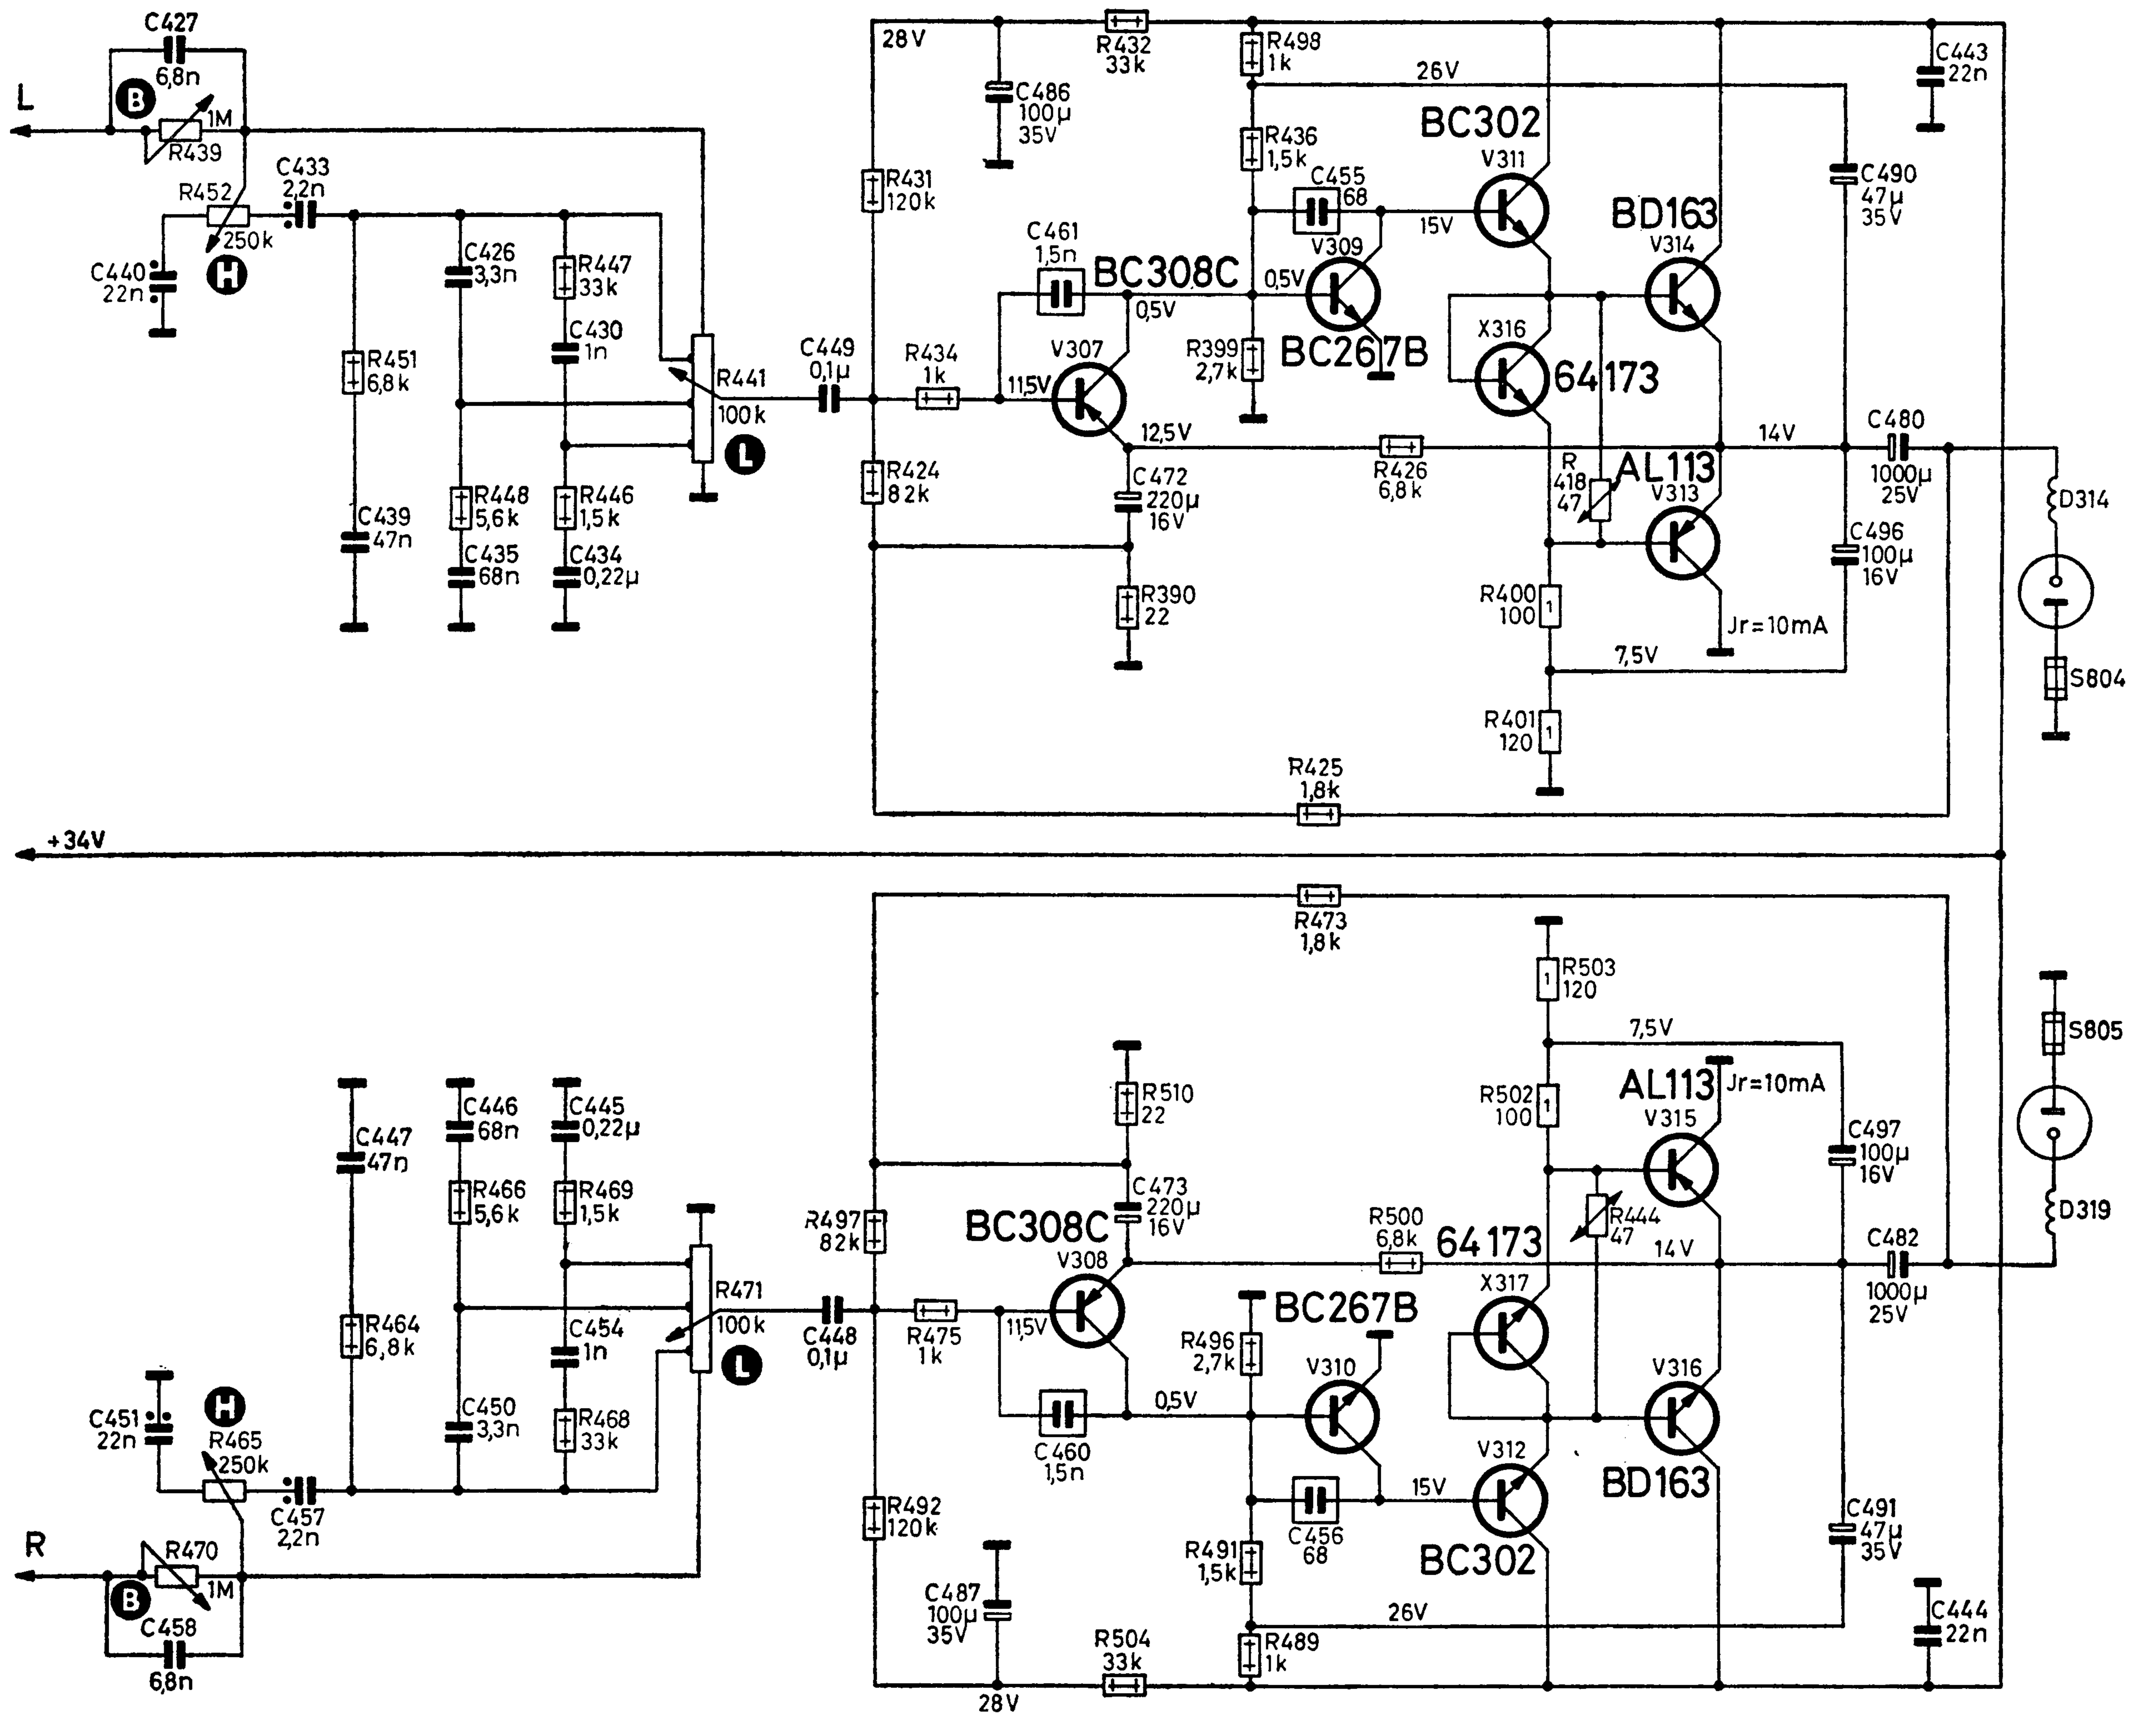 C427
6,8n
B
L
1M
R439
R452
250k
H
C433
2,2n
C440
22n
R451
6,8k
C439
47n
C426
3,3n
R448
5,6k
C435
68n
R447
33k
C430
1n
R446
1,5k
C434
0,22µ
R441
100k
L
C449
0,1µ
28V
R431
120k
R424
82k
R434
1k
C486
100µ
35V
R432
33k
C461
1,5n
BC308C
0,5V
V307
11,5V
12,5V
C472
220µ
16V
R390
22
R498
1k
26V
R436
1,5k
C455
68
0,5V
V309
BC267B
R399
2,7k
15V
BC302
V311
X316
64173
BD163
V314
R426
6,8k
R
418
47
AL113
V313
14V
Jr=10mA
R400
100
7,5V
R401
120
C443
22n
C490
47µ
35V
C480
1000µ
25V
C496
100µ
16V
D314
S804
R425
1,8k
+34V
R473
1,8k
R503
120
7,5V
R502
100
AL113
Jr=10mA
V315
S805
D319
C497
100µ
16V
C482
1000µ
25V
14V
R444
47
64173
X317
R500
6,8k
R510
22
C473
220µ
16V
BC308C
V308
R497
82k
11,5V
R475
1k
C460
1,5n
0,5V
R496
2,7k
BC267B
V310
V316
BD163
V312
BC302
15V
C456
68
R491
1,5k
26V
R489
1k
C491
47µ
35V
C444
22n
R504
33k
28V
C487
100µ
35V
R492
120k
C448
0,1µ
R471
100k
L
C445
0,22µ
R469
1,5k
C454
1n
R468
33k
C446
68n
R466
5,6k
C450
3,3n
C447
47n
R464
6,8k
C451
22n
H
R465
250k
C457
2,2n
R
R470
1M
B
C458
6,8n